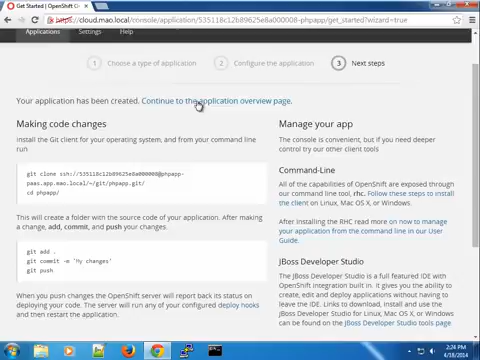 Get Started | OpenShift O
https://cloud.mao.local/console/application/535118c12b89625e8a000008-phpapp/get_started?wizard=true
Applications Settings Help
1 Choose a type of application 2 Configure the application 3 Next steps
Your application has been created. Continue to the application overview page.
Making code changes
Install the Git client for your operating system, and from your command line
run
git clone ssh://535118c12b89625e8a000008@phpapp-
paas.app.mao.local/~/git/phpapp.git/
cd phpapp/
This will create a folder with the source code of your application. After making
a change, add, commit, and push your changes.
git add .
git commit -m 'My changes'
git push
When you push changes the OpenShift server will report back its status on
deploying your code. The server will run any of your configured deploy hooks
and then restart the application.
Manage your app
The console is convenient, but if you need deeper
control try our other client tools
Command-Line
All of the capabilities of OpenShift are exposed through
our command line tool, rhc. Follow these steps to install
the client on Linux, Mac OS X, or Windows.
After installing the RHC read more on how to manage
your application from the command line in our User
Guide.
JBoss Developer Studio
The JBoss Developer Studio is a full featured IDE with
OpenShift integration built in. It gives you the ability to
create, edit and deploy applications without having to
leave the IDE. Links to download, install and use the
JBoss Developer Studio for Linux, Mac OS X, or Windows
can be found on the JBoss Developer Studio tools page
2:24 PM
4/18/2014